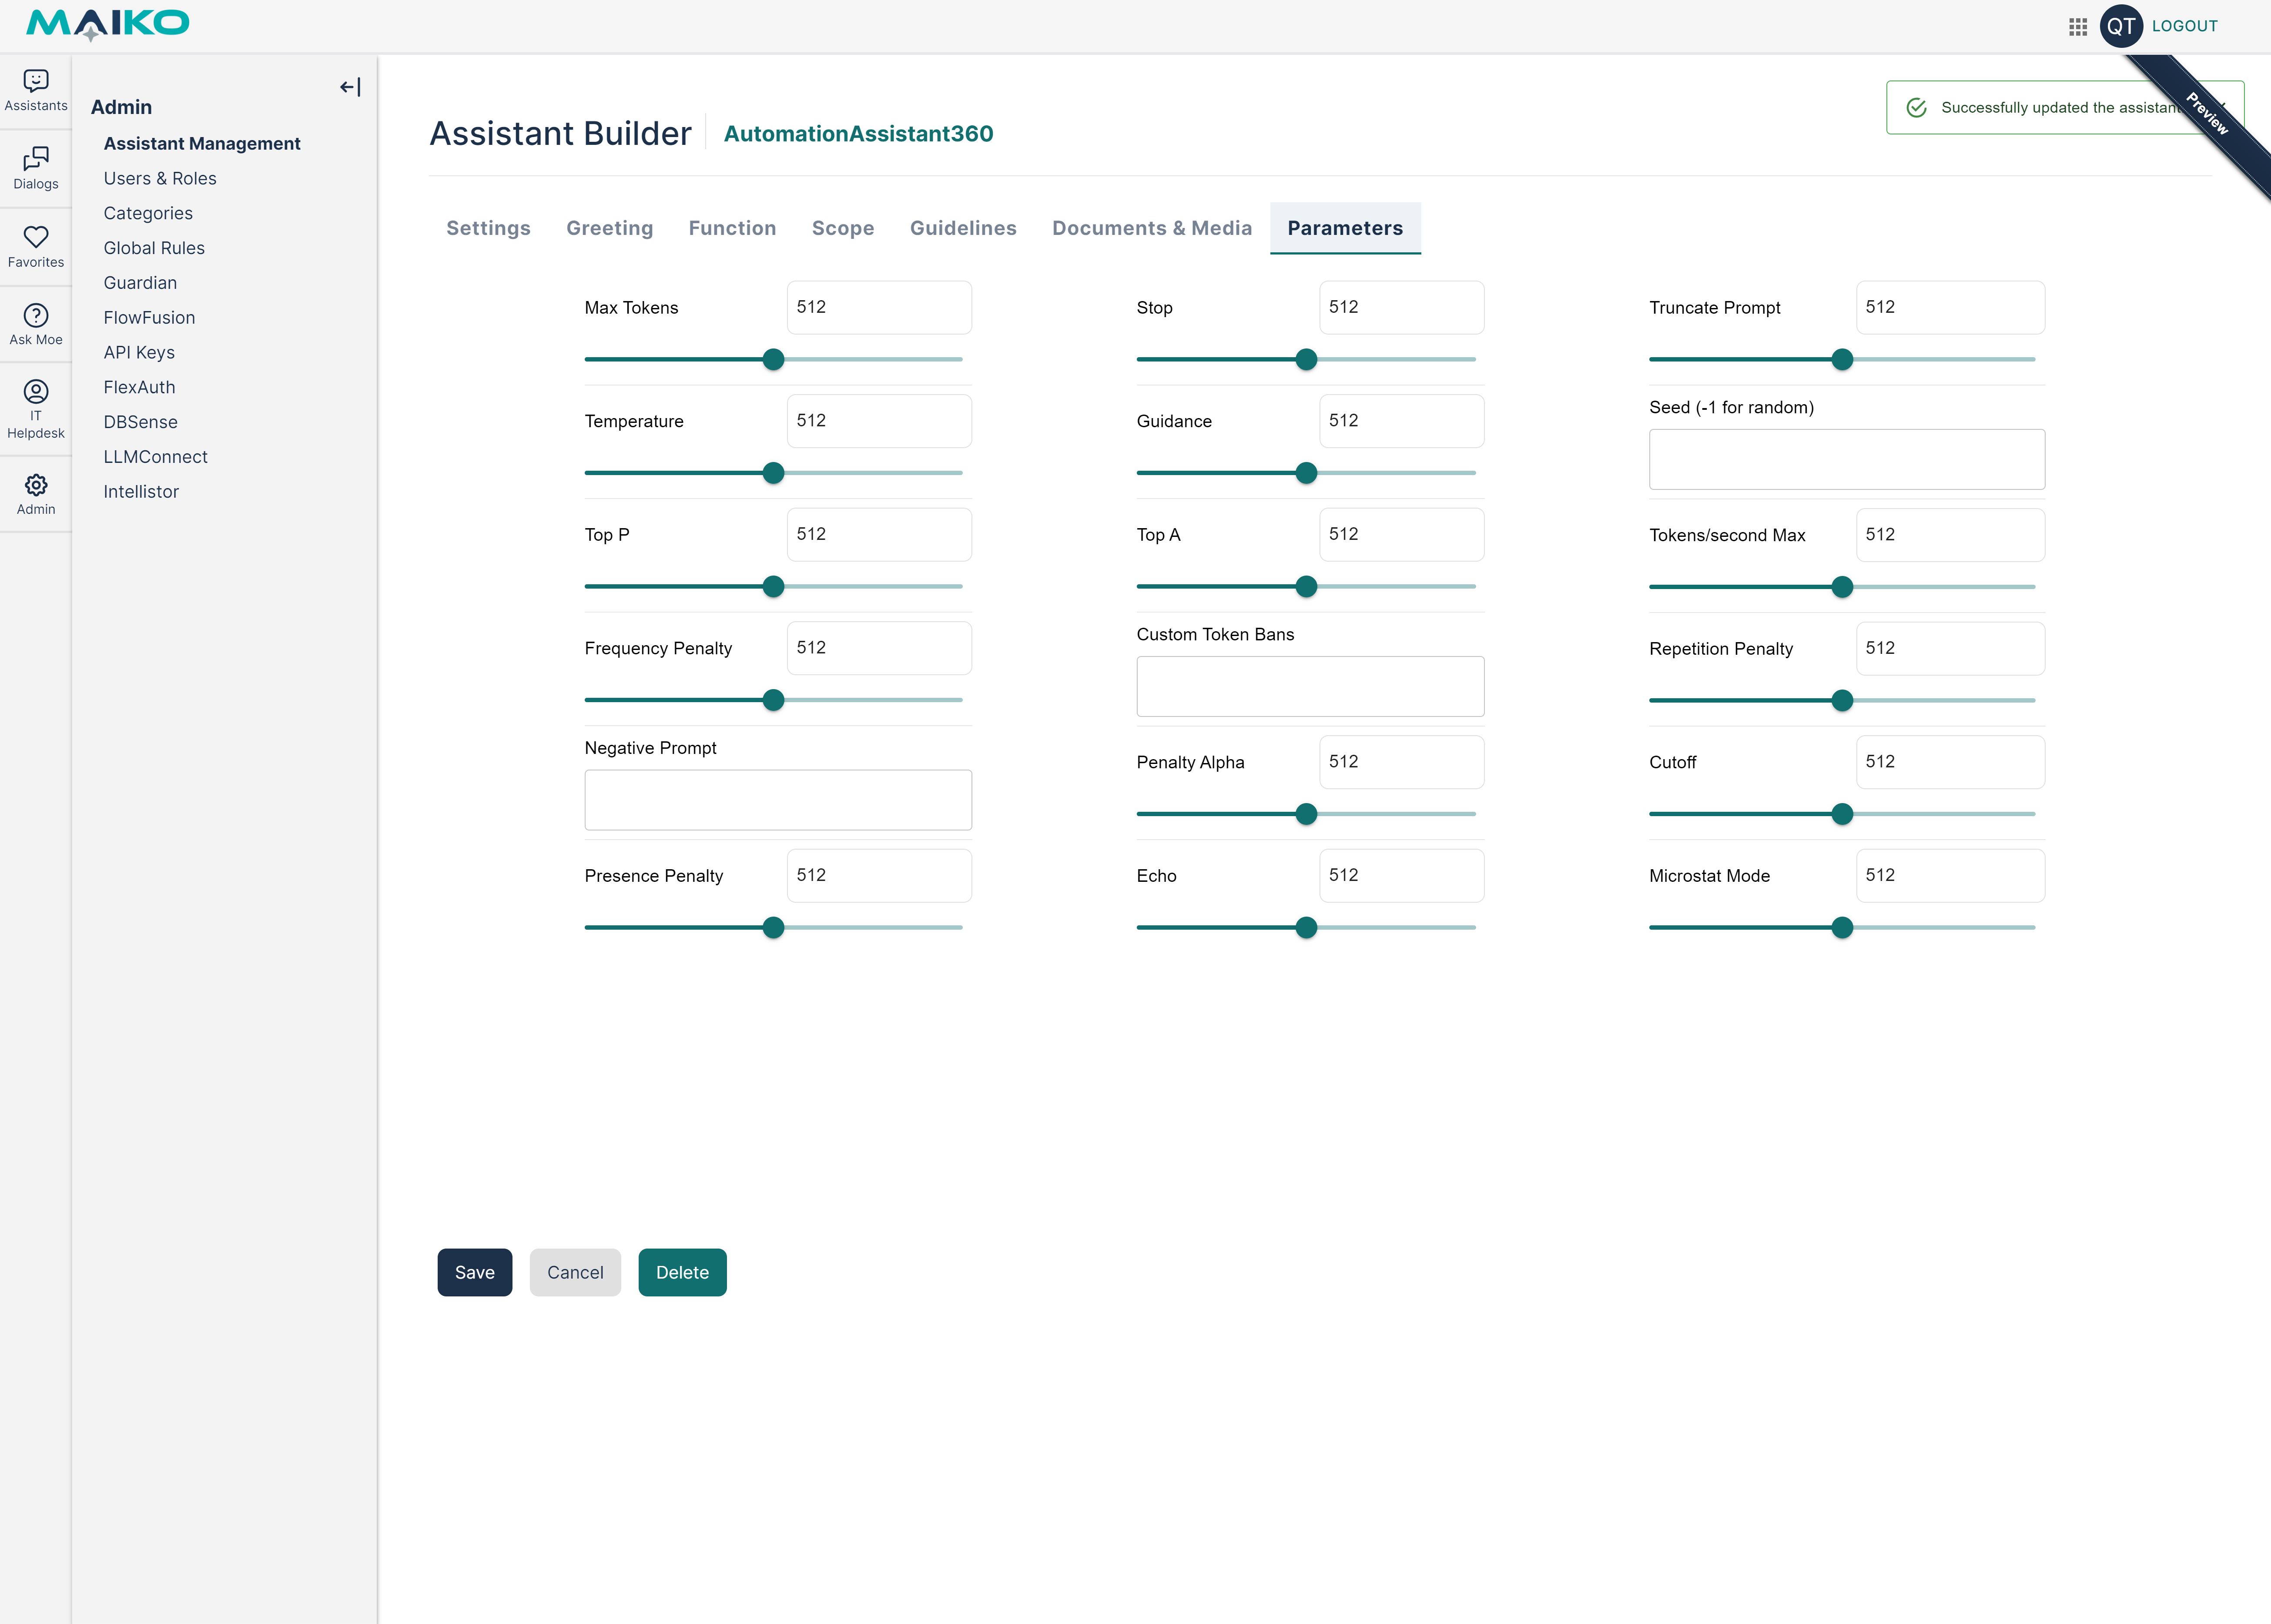 MAIKO
QT LOGOUT
Assistants
Dialogs
Favorites
Ask Moe
IT
Helpdesk
Admin
Admin
Assistant Management
Users & Roles
Categories
Global Rules
Guardian
FlowFusion
API Keys
FlexAuth
DBSense
LLMConnect
Intellistor
Assistant Builder AutomationAssistant360
Successfully updated the assistant
Preview
Settings Greeting Function Scope Guidelines Documents & Media Parameters
Max Tokens 512
Temperature 512
Top P 512
Frequency Penalty 512
Negative Prompt
Presence Penalty 512
Stop 512
Guidance 512
Top A 512
Custom Token Bans
Penalty Alpha 512
Echo 512
Truncate Prompt 512
Seed (-1 for random)
Tokens/second Max 512
Repetition Penalty 512
Cutoff 512
Microstat Mode 512
Save Cancel Delete